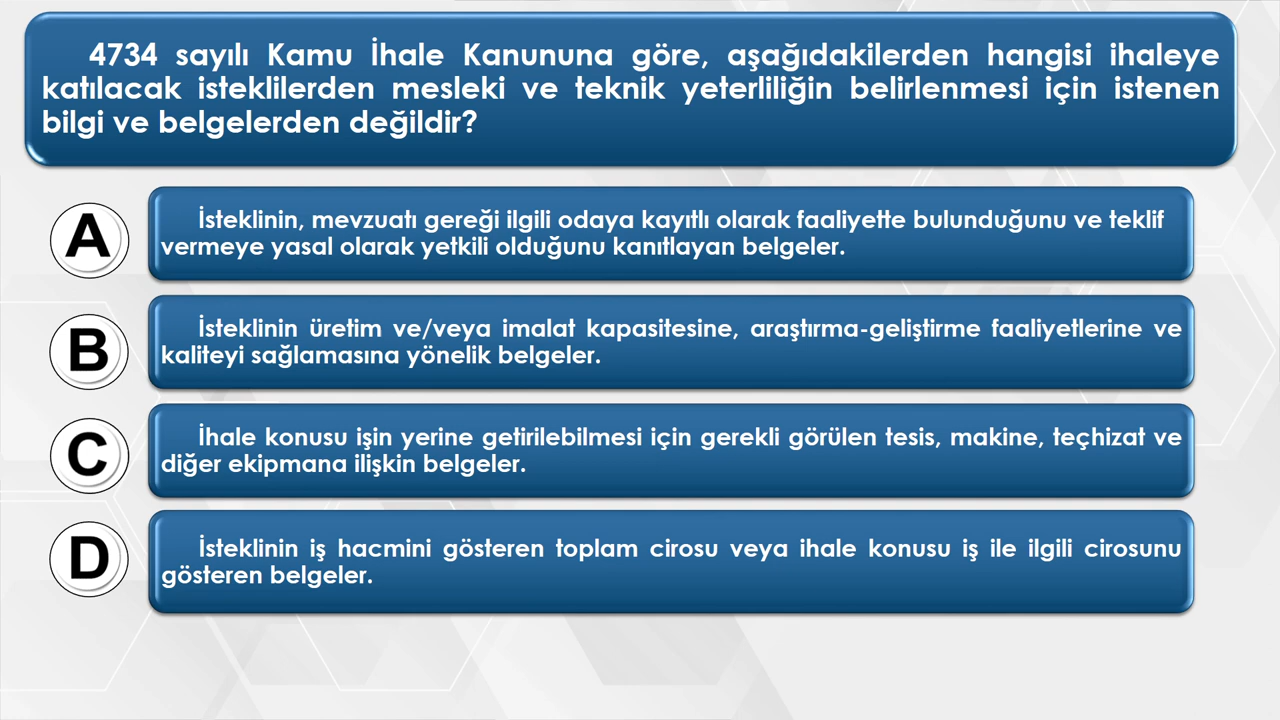 4734 sayılı Kamu İhale Kanununa göre, aşağıdakilerden hangisi ihaleye
katılacak isteklilerden mesleki ve teknik yeterliliğin belirlenmesi için istenen
bilgi ve belgelerden değildir?
A
İsteklinin, mevzuatı gereği ilgili odaya kayıtlı olarak faaliyette bulunduğunu ve teklif
vermeye yasal olarak yetkili olduğunu kanıtlayan belgeler.
B
İsteklinin üretim ve/veya imalat kapasitesine, araştırma-geliştirme faaliyetlerine ve
kaliteyi sağlamasına yönelik belgeler.
C
İhale konusu işin yerine getirilebilmesi için gerekli görülen tesis, makine, teçhizat ve
diğer ekipmana ilişkin belgeler.
D
İsteklinin iş hacmini gösteren toplam cirosu veya ihale konusu iş ile ilgili cirosunu
gösteren belgeler.